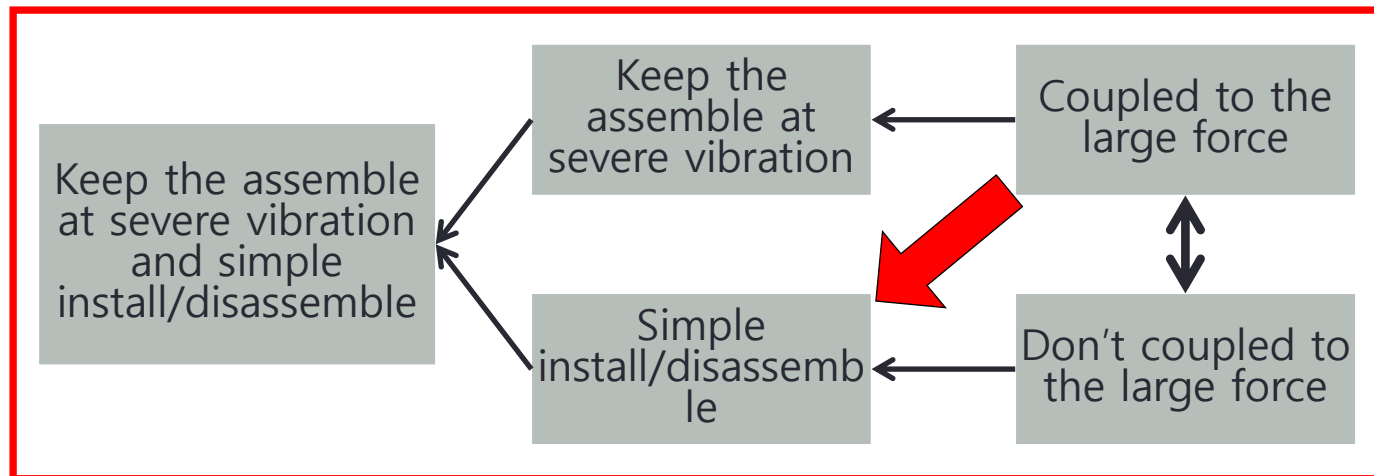 Keep the assemble
at severe vibration
and simple
install/disassemble
Keep the
assemble at
severe vibration
Simple
install/disassemb
le
Coupled to the
large force
Don’t coupled to
the large force